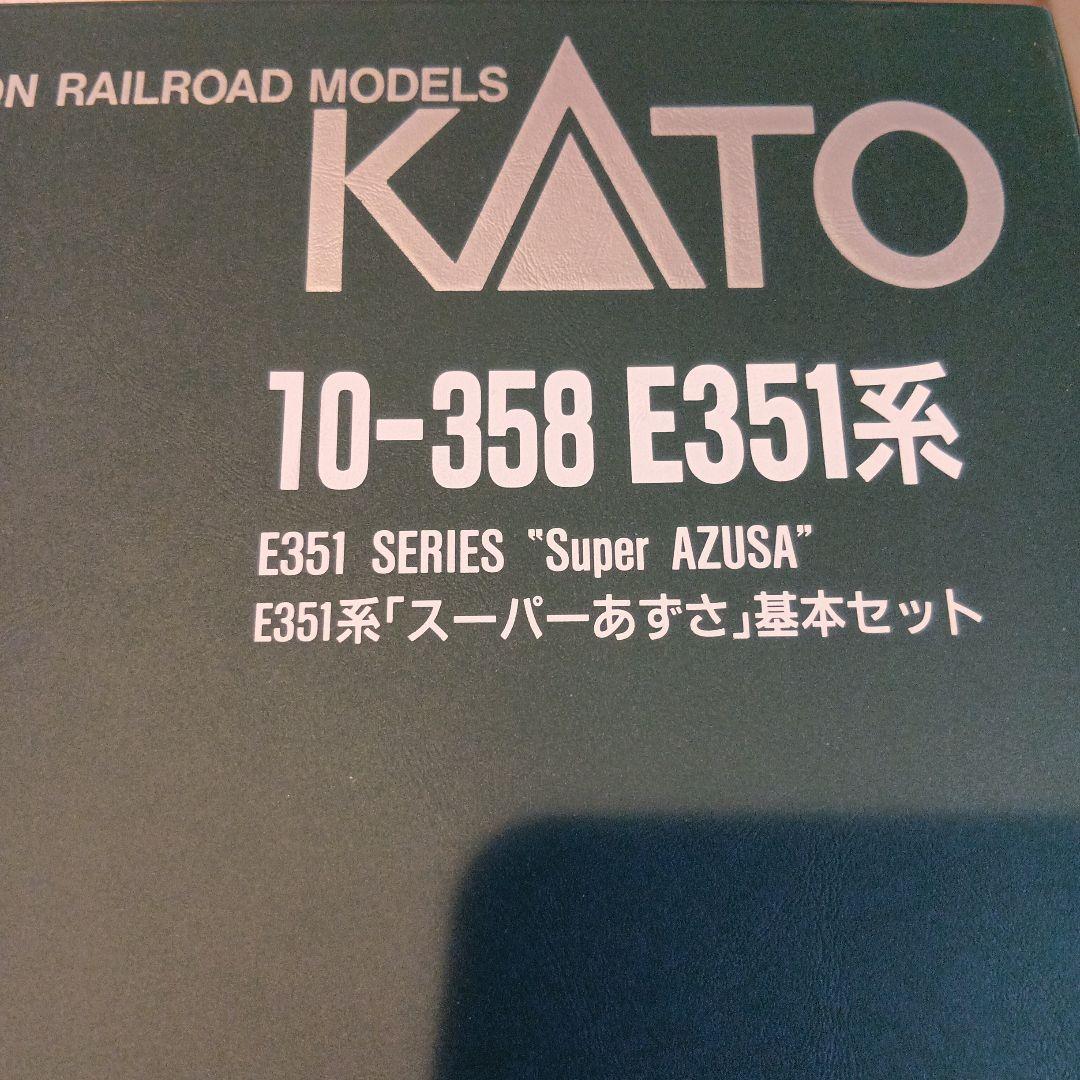 RAILROAD MODELS
KATO
10-358 E351系
E351 SERIES "Super AZUSA"
E351系「スーパーあずさ」基本セット